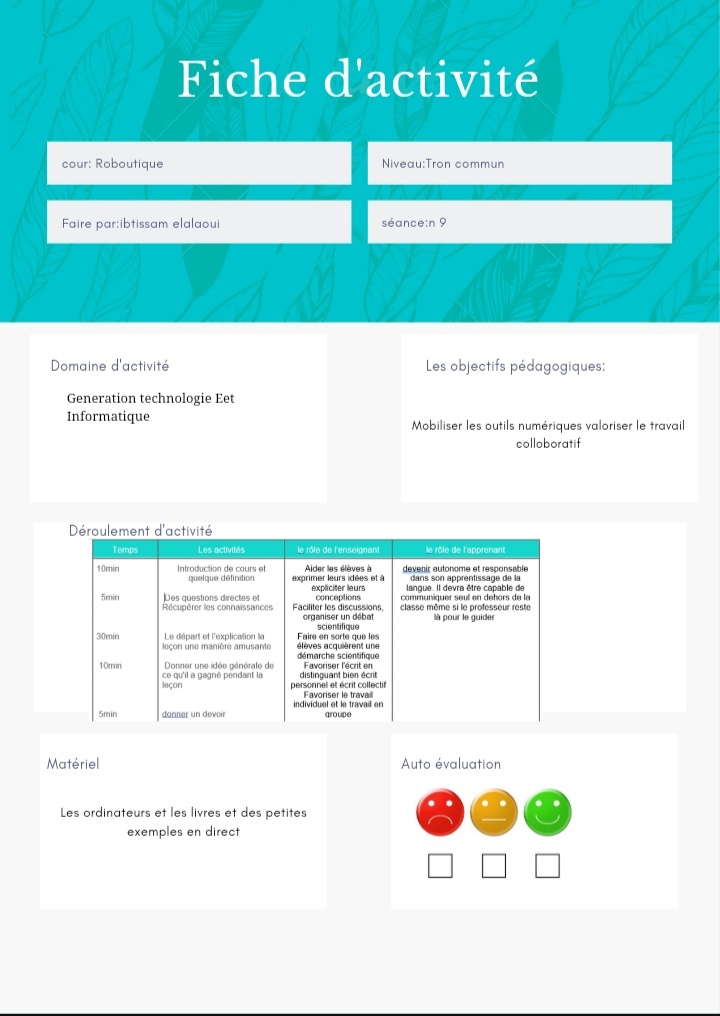 Fiche d'activité
cour: Roboutique
Niveau:Tron commun
Faire par:ibtissam elalaoui
séance:n 9
Domaine d'activité
Generation technologie Eet
Informatique
Les objectifs pédagogiques:
Mobiliser les outils numériques valoriser le travail
colloboratif
Déroulement d'activité
Temps
Les activités
le rôle de l'enseignant
le rôle de l'apprenant
10min
Introduction de cours et
quelque définition
5min
Des questions directes et
Récupérer les connaissances
30min
Le départ et l'explication la
leçon une manière amusante
10min
Donner une idée générale de
ce qu'il a gagné pendant la
leçon
5min
donner un devoir
Aider les élèves à
exprimer leurs idées et à
expliciter leurs
conceptions
Faciliter les discussions,
organiser un débat
scientifique
Faire en sorte que les
élèves acquièrent une
démarche scientifique
Favoriser l'écrit en
distinguant bien écrit
personnel et écrit collectif
Favoriser le travail
individuel et le travail en
groupe
devenir autonome et responsable
dans son apprentissage de la
langue. Il devra être capable de
communiquer seul en dehors de la
classe même si le professeur reste
là pour le guider
Matériel
Les ordinateurs et les livres et des petites
exemples en direct
Auto évaluation